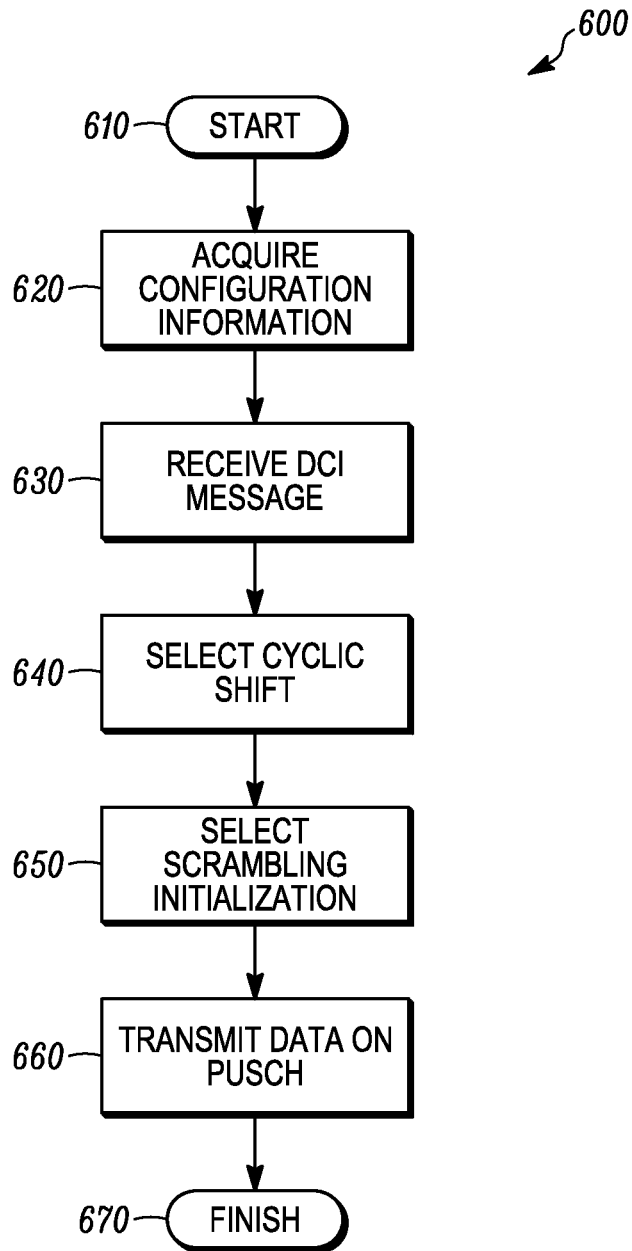 600
610
START
620
ACQUIRE
CONFIGURATION
INFORMATION
630
RECEIVE DCI
MESSAGE
640
SELECT CYCLIC
SHIFT
650
SELECT
SCRAMBLING
INITIALIZATION
660
TRANSMIT DATA ON
PUSCH
670
FINISH